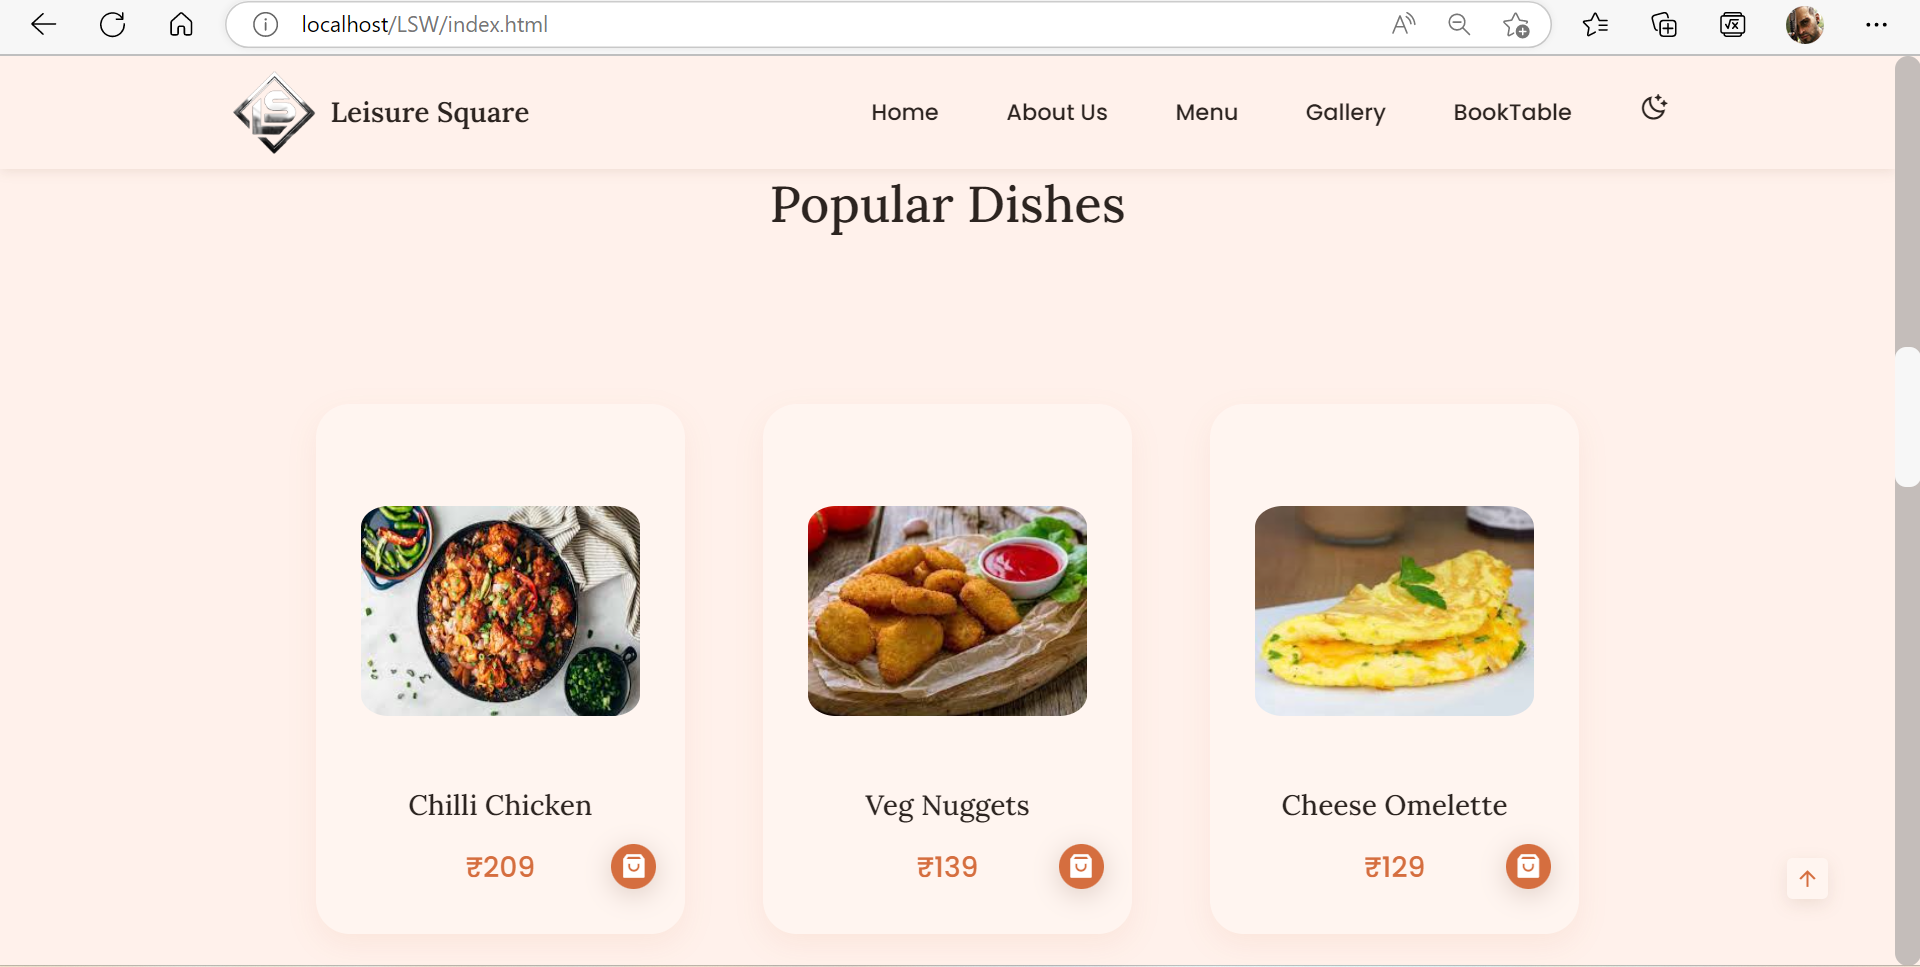 localhost/LSW/index.html
LS Leisure Square
Home About Us Menu Gallery BookTable
Popular Dishes
Chilli Chicken Veg Nuggets Cheese Omelette
₹209 ₹139 ₹129